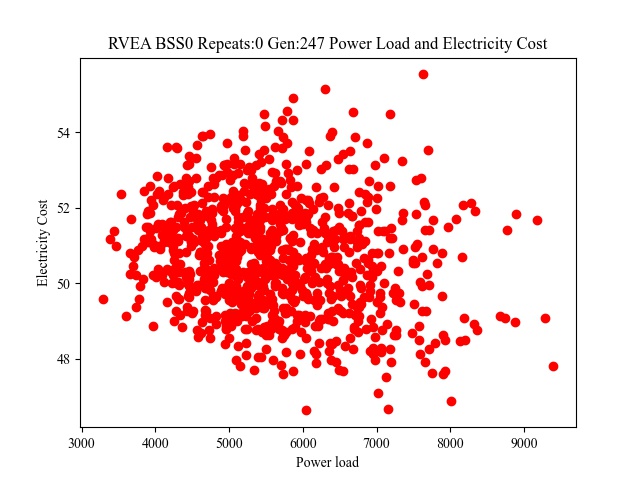 RVEA BSS0 Repeats:0 Gen:247 Power Load and Electricity Cost
54
52
50
48
Electricity Cost
3000 4000 5000 6000 7000 8000 9000
Power load